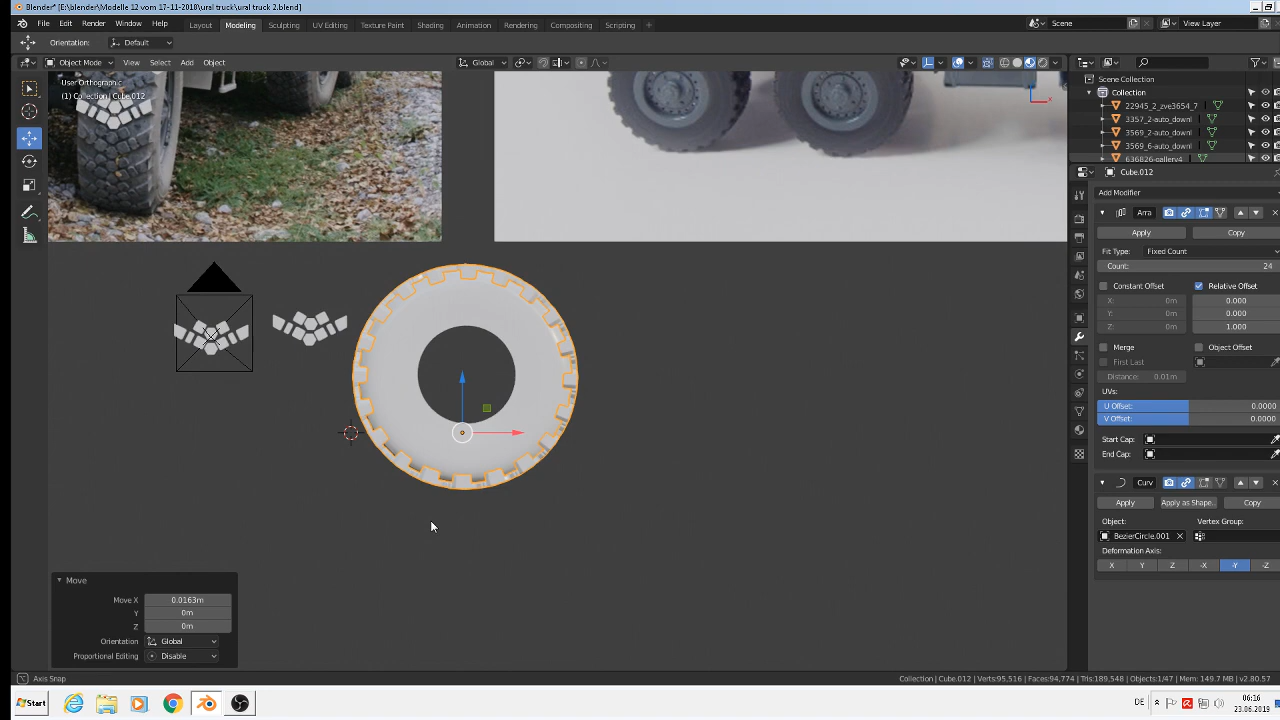 Blender* [E:\blender\Modelle 12 vom 17-11-2018\ural truck\ural truck 2.blend]
File Edit Render Window Help Layout Modeling Sculpting UV Editing Texture Paint Shading Animation Rendering Compositing Scripting + Scene View Layer
Orientation: Default
Object Mode View Select Add Object Global
User Orthographic
(1) Collection | Cube.012
Scene Collection
Collection
22945_2_zve3654_7
3357_2-auto_downl
3569_2-auto_downl
3569_6-auto_downl
636826-gallery4
Cube.012
Add Modifier
Arra
Apply Copy
Fit Type: Fixed Count
Count: 24
Constant Offset Relative Offset
X: 0m 0.000
Y: 0m 0.000
Z: 0m 1.000
Merge Object Offset
First Last
Distance: 0.01m
UVs:
U Offset: 0.0000
V Offset: 0.0000
Start Cap:
End Cap:
Curv
Apply Apply as Shape.. Copy
Object: Vertex Group:
BezierCircle.001
Deformation Axis:
X Y Z -X -Y -Z
Move
Move X 0.0163m
Y 0m
Z 0m
Orientation Global
Proportional Editing Disable
Axis Snap
Collection | Cube.012 | Verts:95,516 | Faces:94,774 | Tris:189,548 | Objects:1/47 | Mem: 149.7 MB | v2.80.57
Start DE 06:16
23.06.2019